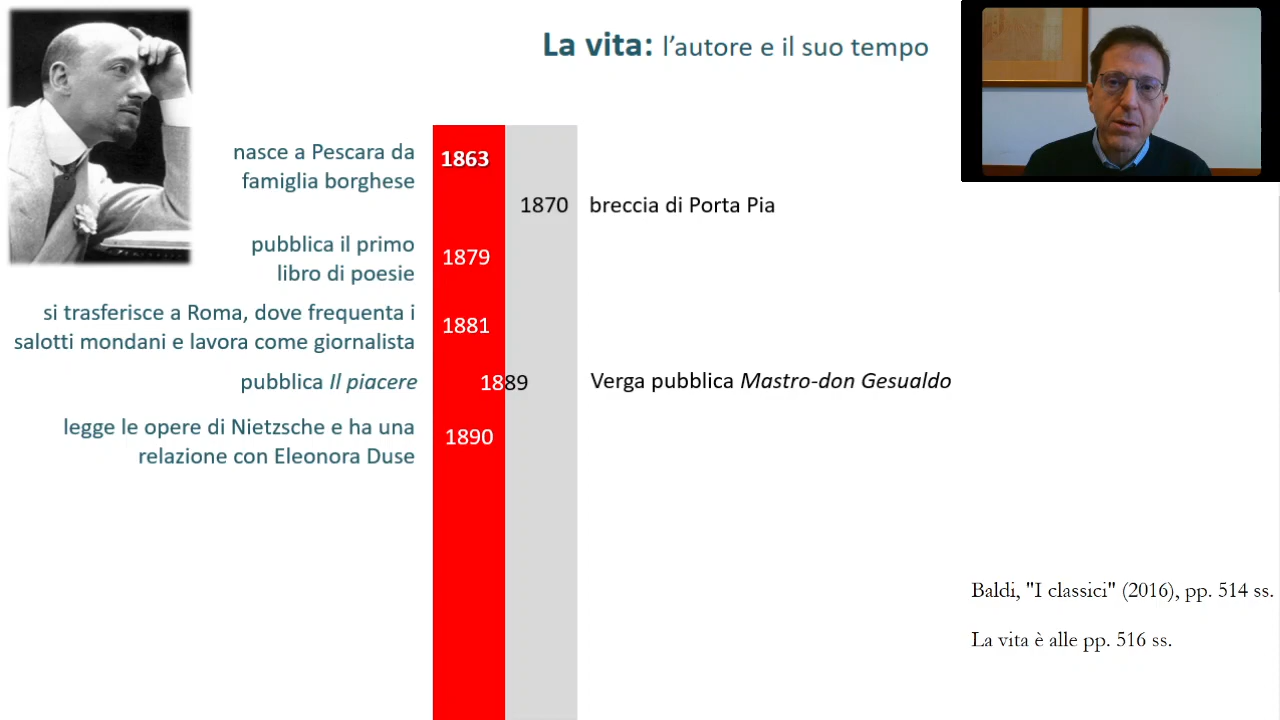 La vita: l'autore e il suo tempo
nasce a Pescara da
famiglia borghese
1863
1870 breccia di Porta Pia
pubblica il primo
libro di poesie
1879
si trasferisce a Roma, dove frequenta i
salotti mondani e lavora come giornalista
1881
pubblica Il piacere 1889 Verga pubblica Mastro-don Gesualdo
legge le opere di Nietzsche e ha una
relazione con Eleonora Duse
1890
Baldi, "I classici" (2016), pp. 514 ss.
La vita è alle pp. 516 ss.